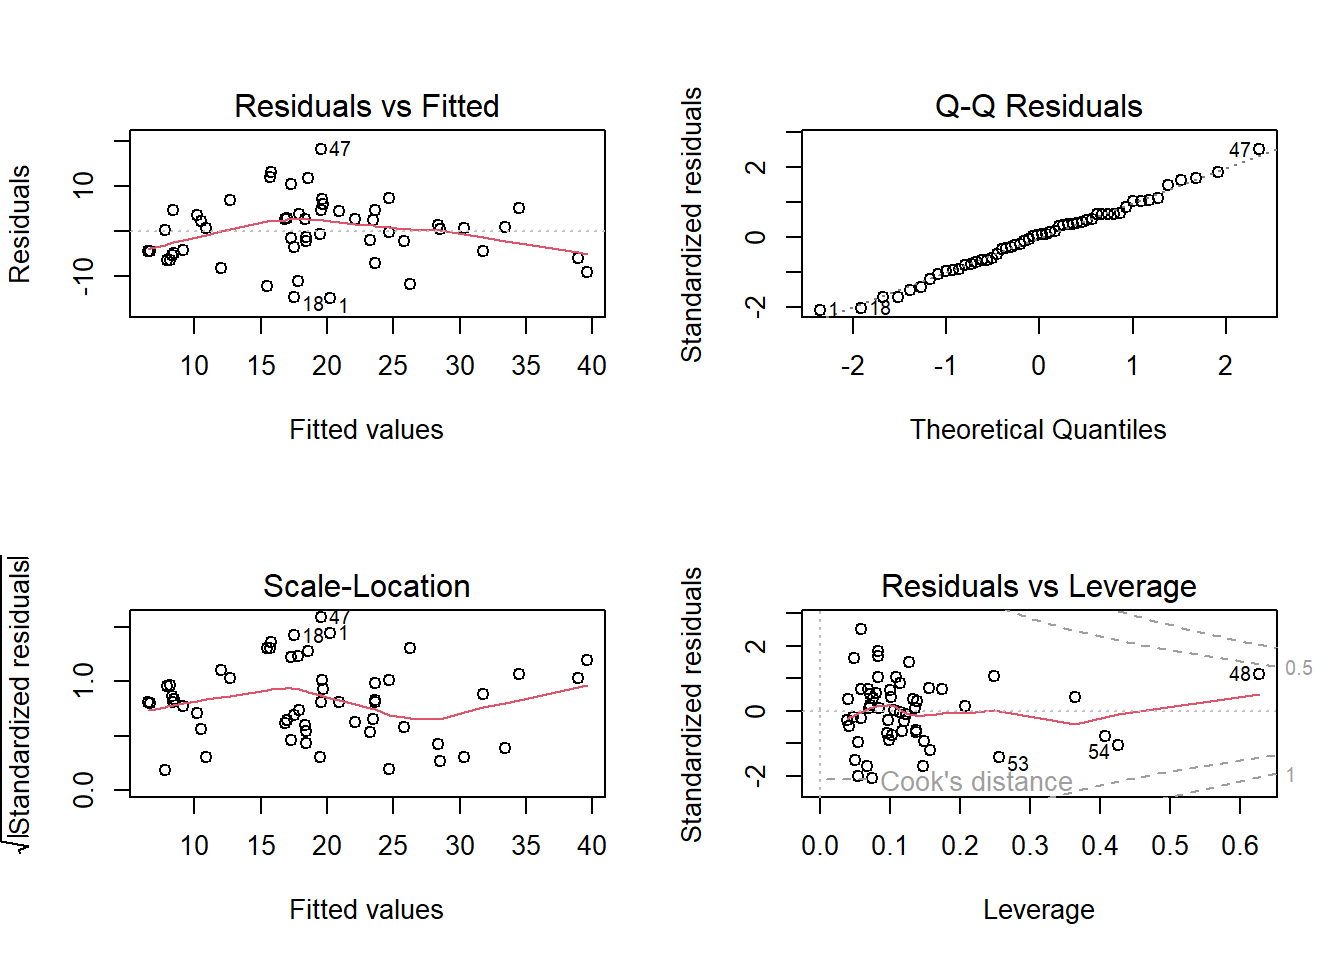 Residuals vs Fitted
Residuals
10
-10
47
18
1
10 15 20 25 30 35 40
Fitted values
Q-Q Residuals
Standardized residuals
2
0
-2
47
1
18
-2 -1 0 1 2
Theoretical Quantiles
Scale-Location
√|Standardized residuals|
1.0
0.0
47
18
1
10 15 20 25 30 35 40
Fitted values
Residuals vs Leverage
Standardized residuals
2
0
-2
48
0.5
53
54
1
Cook's distance
0.0 0.1 0.2 0.3 0.4 0.5 0.6
Leverage